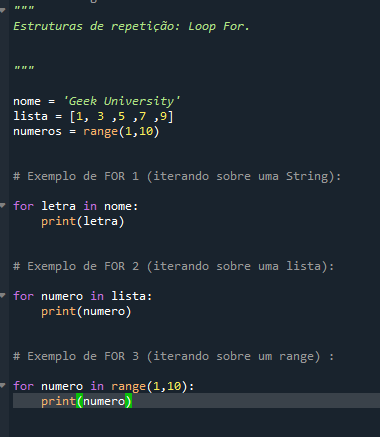 """
Estruturas de repetição: Loop For.
"""
nome = 'Geek University'
lista = [1, 3 ,5 ,7 ,9]
numeros = range(1,10)
# Exemplo de FOR 1 (iterando sobre uma String):
for letra in nome:
    print(letra)
# Exemplo de FOR 2 (iterando sobre uma lista):
for numero in lista:
    print(numero)
# Exemplo de FOR 3 (iterando sobre um range) :
for numero in range(1,10):
    print(numero)